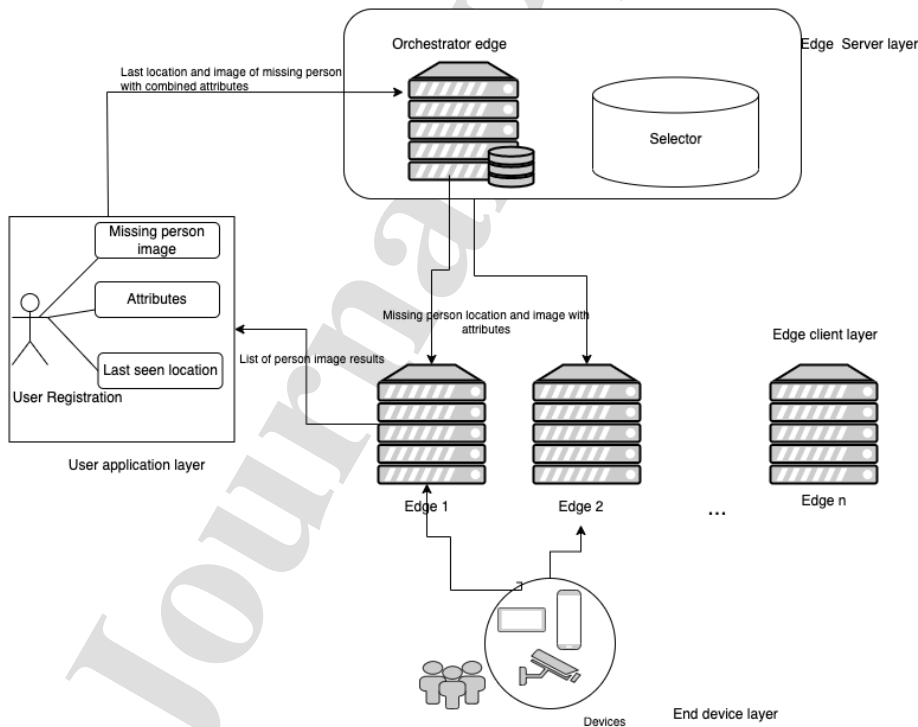 Orchestrator edge
Edge Server layer
Last location and image of missing person
with combined attributes
Selector
Missing person
image
Attributes
Last seen location
User Registration
User application layer
Missing person location and image with
attributes
List of person image results
Edge client layer
Edge 1
Edge 2
...
Edge n
Devices
End device layer
Journal